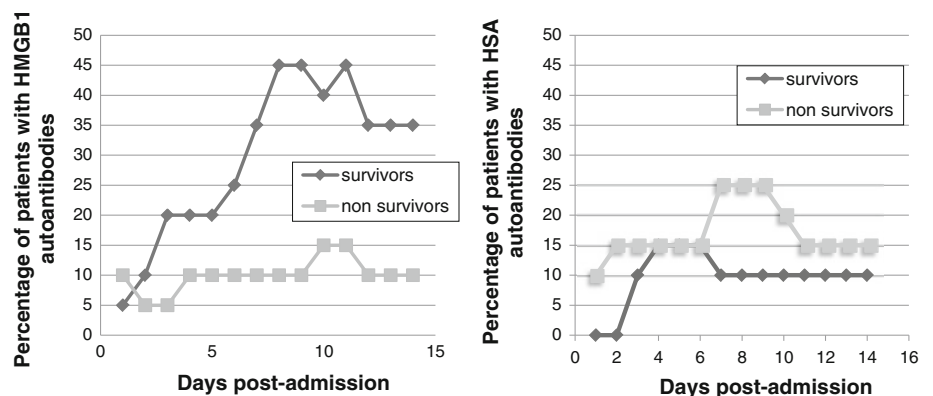 Percentage of patients with HMGB1
autoantibodies
50
45
40
35
30
25
20
15
10
5
0
survivors
non survivors
0 5 10 15
Days post-admission
Percentage of patients with HSA
autoantibodies
50
45
40
35
30
25
20
15
10
5
0
survivors
non survivors
0 2 4 6 8 10 12 14 16
Days post-admission